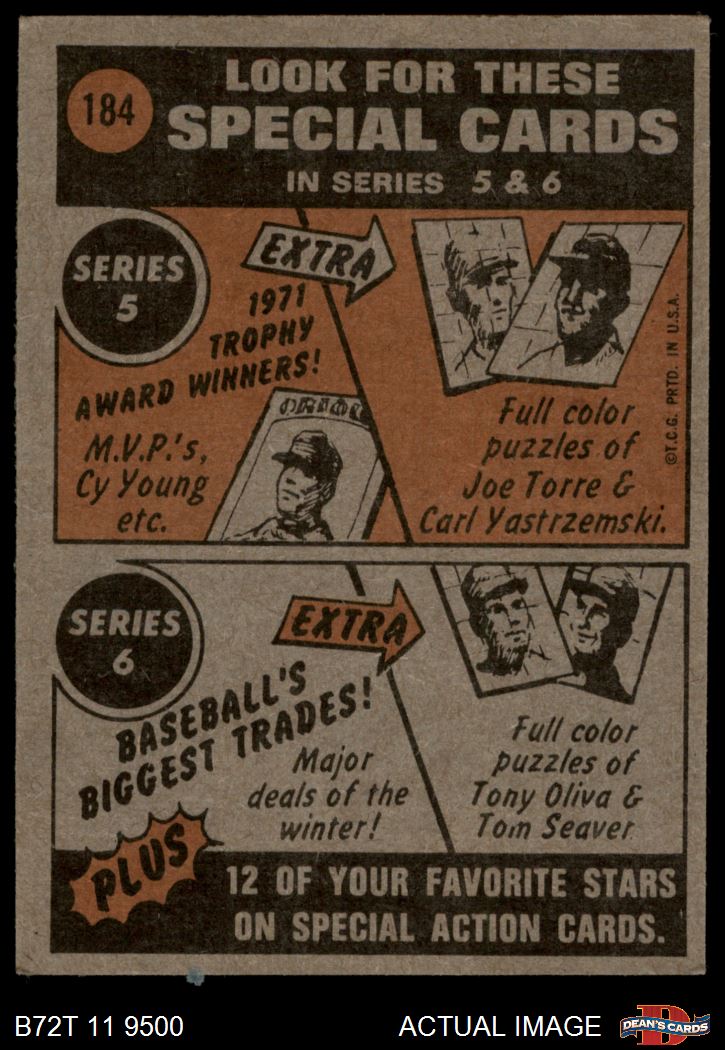 184
LOOK FOR THESE
SPECIAL CARDS
IN SERIES 5 & 6
SERIES
5
EXTRA
1971
TROPHY
AWARD WINNERS!
M.V.P.'s,
Cy Young
etc.
ORIOL
Full color
puzzles of
Joe Torre &
Carl Yastrzemski.
©T.C.G. PRTD. IN U.S.A.
SERIES
6
EXTRA
BASEBALL'S
BIGGEST TRADES!
Major
deals of the
winter!
Full color
puzzles of
Tony Oliva &
Tom Seaver
PLUS
12 OF YOUR FAVORITE STARS
ON SPECIAL ACTION CARDS.
B72T 11 9500
ACTUAL IMAGE
D
DEAN'S CARDS